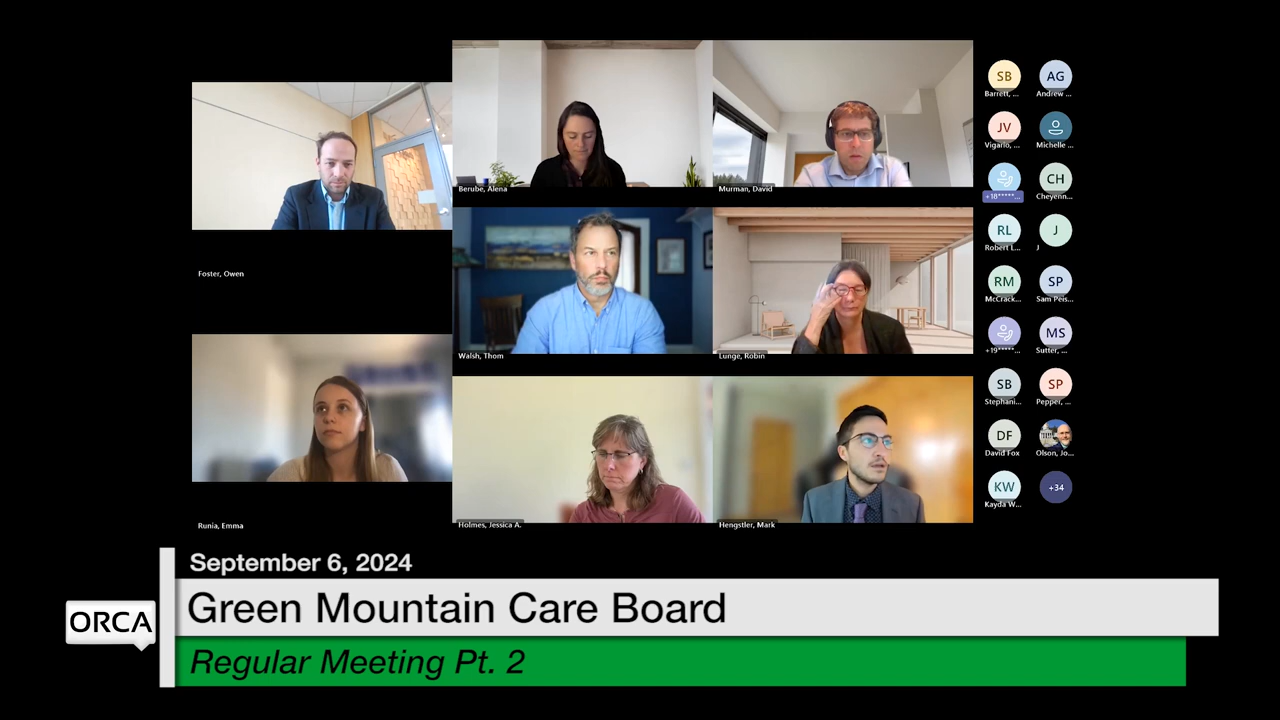 SB
AG
Barrett, ...
Andrew ...
JV
Vigario, ...
Michelle ...
Berube, Alena
Murman, David
CH
+18*****...
Cheyenn...
RL
J
Robert L...
J
Foster, Owen
RM
SP
McCrack...
Sam Peis...
MS
+19*****...
Sutter, ...
Walsh, Thom
Lunge, Robin
SB
SP
Stephani...
Pepper, ...
DF
David Fox
Olson, Jo...
KW
+34
Kayda W...
Runia, Emma
Holmes, Jessica A.
Hengstler, Mark
September 6, 2024
Green Mountain Care Board
ORCA
Regular Meeting Pt. 2